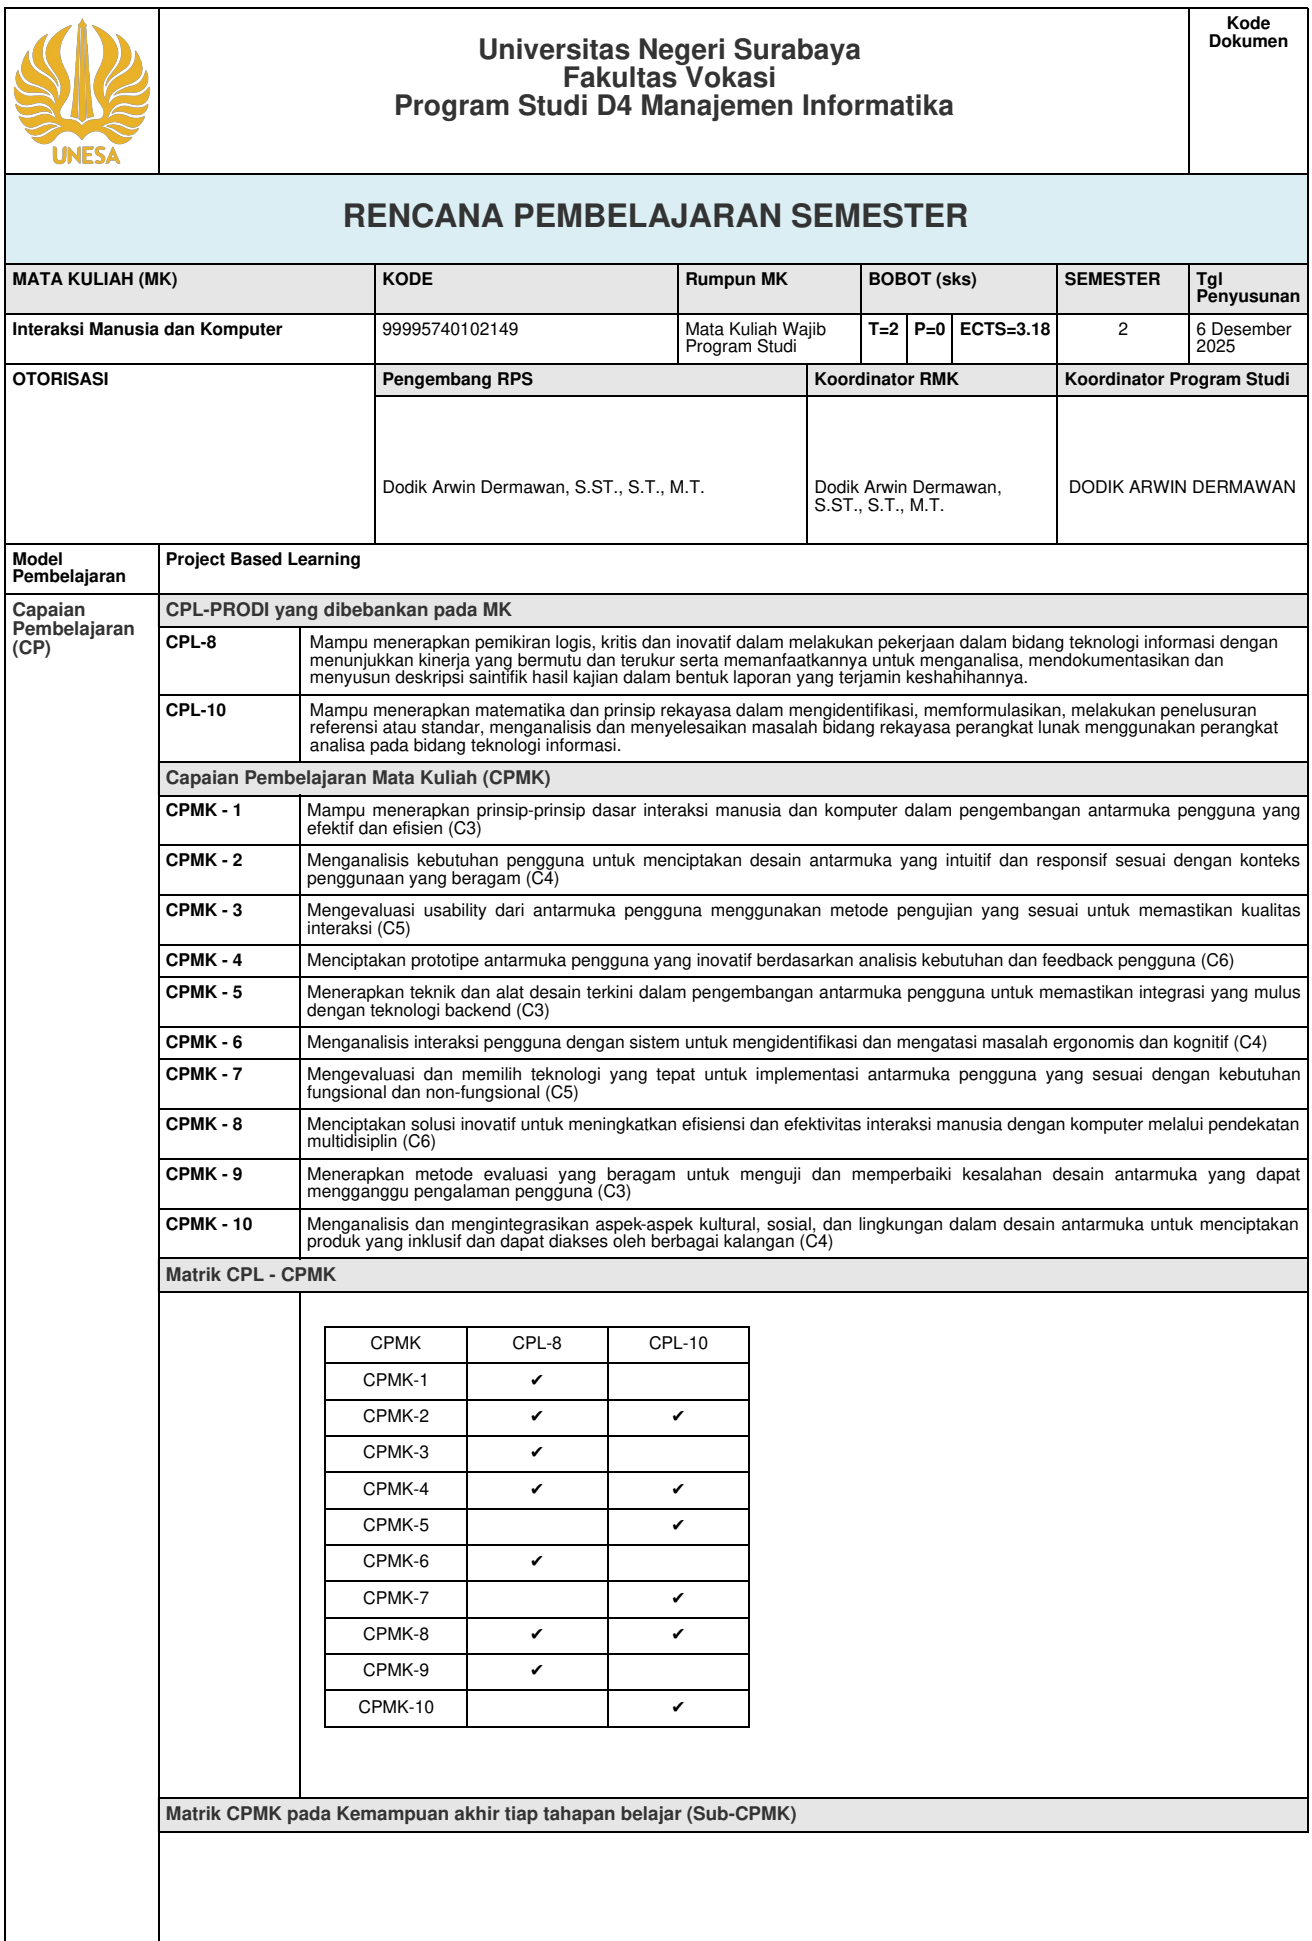 UNESA
Universitas Negeri Surabaya
Fakultas Vokasi
Program Studi D4 Manajemen Informatika
Kode
Dokumen
RENCANA PEMBELAJARAN SEMESTER
MATA KULIAH (MK) KODE Rumpun MK BOBOT (sks) SEMESTER Tgl
Penyusunan
Interaksi Manusia dan Komputer 99995740102149 Mata Kuliah Wajib
Program Studi T=2 P=0 ECTS=3.18 2 6 Desember
2025
OTORISASI Pengembang RPS Koordinator RMK Koordinator Program Studi
Dodik Arwin Dermawan, S.ST., S.T., M.T. Dodik Arwin Dermawan,
S.ST., S.T., M.T. DODIK ARWIN DERMAWAN
Model
Pembelajaran Project Based Learning
Capaian
Pembelajaran
(CP)
CPL-PRODI yang dibebankan pada MK
CPL-8 Mampu menerapkan pemikiran logis, kritis dan inovatif dalam melakukan pekerjaan dalam bidang teknologi informasi dengan
menunjukkan kinerja yang bermutu dan terukur serta memanfaatkannya untuk menganalisa, mendokumentasikan dan
menyusun deskripsi saintifik hasil kajian dalam bentuk laporan yang terjamin keshahihannya.
CPL-10 Mampu menerapkan matematika dan prinsip rekayasa dalam mengidentifikasi, memformulasikan, melakukan penelusuran
referensi atau standar, menganalisis dan menyelesaikan masalah bidang rekayasa perangkat lunak menggunakan perangkat
analisa pada bidang teknologi informasi.
Capaian Pembelajaran Mata Kuliah (CPMK)
CPMK - 1 Mampu menerapkan prinsip-prinsip dasar interaksi manusia dan komputer dalam pengembangan antarmuka pengguna yang
efektif dan efisien (C3)
CPMK - 2 Menganalisis kebutuhan pengguna untuk menciptakan desain antarmuka yang intuitif dan responsif sesuai dengan konteks
penggunaan yang beragam (C4)
CPMK - 3 Mengevaluasi usability dari antarmuka pengguna menggunakan metode pengujian yang sesuai untuk memastikan kualitas
interaksi (C5)
CPMK - 4 Menciptakan prototipe antarmuka pengguna yang inovatif berdasarkan analisis kebutuhan dan feedback pengguna (C6)
CPMK - 5 Menerapkan teknik dan alat desain terkini dalam pengembangan antarmuka pengguna untuk memastikan integrasi yang mulus
dengan teknologi backend (C3)
CPMK - 6 Menganalisis interaksi pengguna dengan sistem untuk mengidentifikasi dan mengatasi masalah ergonomis dan kognitif (C4)
CPMK - 7 Mengevaluasi dan memilih teknologi yang tepat untuk implementasi antarmuka pengguna yang sesuai dengan kebutuhan
fungsional dan non-fungsional (C5)
CPMK - 8 Menciptakan solusi inovatif untuk meningkatkan efisiensi dan efektivitas interaksi manusia dengan komputer melalui pendekatan
multidisiplin (C6)
CPMK - 9 Menerapkan metode evaluasi yang beragam untuk menguji dan memperbaiki kesalahan desain antarmuka yang dapat
mengganggu pengalaman pengguna (C3)
CPMK - 10 Menganalisis dan mengintegrasikan aspek-aspek kultural, sosial, dan lingkungan dalam desain antarmuka untuk menciptakan
produk yang inklusif dan dapat diakses oleh berbagai kalangan (C4)
Matrik CPL - CPMK
CPMK CPL-8 CPL-10
CPMK-1 ✔
CPMK-2 ✔ ✔
CPMK-3 ✔
CPMK-4 ✔ ✔
CPMK-5 ✔
CPMK-6 ✔
CPMK-7 ✔
CPMK-8 ✔ ✔
CPMK-9 ✔
CPMK-10 ✔
Matrik CPMK pada Kemampuan akhir tiap tahapan belajar (Sub-CPMK)